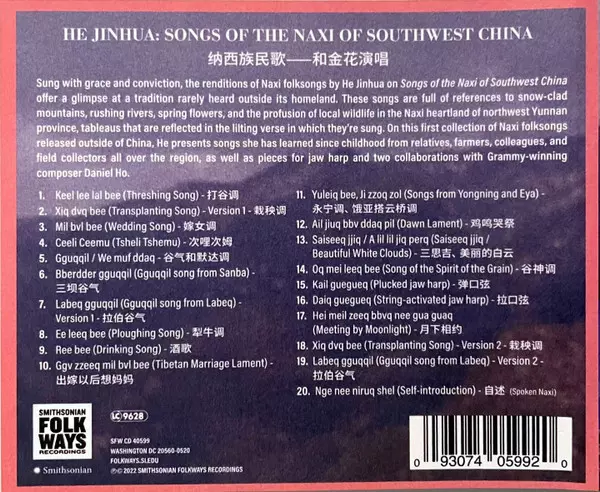 HE JINHUA: SONGS OF THE NAXI OF SOUTHWEST CHINA
纳西族民歌——和金花演唱
Sung with grace and conviction, the renditions of Naxi folksongs by He Jinhua on Songs of the Naxi of Southwest China
offer a glimpse at a tradition rarely heard outside its homeland. These songs are full of references to snow-clad
mountains, rushing rivers, spring flowers, and the profusion of local wildlife in the Naxi heartland of northwest Yunnan
province, tableaus that are reflected in the lilting verse in which they're sung. On this first collection of Naxi folksongs
released outside of China, He presents songs she has learned since childhood from relatives, farmers, colleagues, and
field collectors all over the region, as well as pieces for jaw harp and two collaborations with Grammy-winning
composer Daniel Ho.
1. Keel lee lal bee (Threshing Song) - 打谷调
2. Xiq dvq bee (Transplanting Song) - Version 1 - 栽秧调
3. Mil bvl bee (Wedding Song) - 嫁女调
4. Ceeli Ceemu (Tsheli Tshemu) - 次哩次姆
5. Gguqqil / We muf ddaq - 谷气和默达调
6. Bberdder gguqqil (Gguqqil song from Sanba) -
三坝谷气
7. Labeq gguqqil (Gguqqil song from Labeq) -
Version 1 - 拉伯谷气
8. Ee leeq bee (Ploughing Song) - 犁牛调
9. Ree bee (Drinking Song) - 酒歌
10. Ggv zzeeq mil bvl bee (Tibetan Marriage Lament) -
出嫁以后想妈妈
11. Yuleiq bee, Ji zzoq zol (Songs from Yongning and Eya) -
永宁调、饿亚搭云桥调
12. Ail jiuq bbv ddaq pil (Dawn Lament) - 鸡鸣哭祭
13. Saiseeq jjiq / A lil lil jiq perq (Saiseeq jjiq /
Beautiful White Clouds) - 三思吉、美丽的白云
14. Oq mei leeq bee (Song of the Spirit of the Grain) - 谷神调
15. Kail gueguq (Plucked jaw harp) - 弹口弦
16. Daiq gueguq (String-activated jaw harp) - 拉口弦
17. Hei meil zeeq bbvq nee gua guaq
(Meeting by Moonlight) - 月下相约
18. Xiq dvq bee (Transplanting Song) - Version 2 - 栽秧调
19. Labeq gguqqil (Gguqqil song from Labeq) - Version 2 -
拉伯谷气
20. Nge nee niruq shel (Self-introduction) - 自述 (Spoken Naxi)
SMITHSONIAN
FOLK
WAYS
RECORDINGS
Smithsonian
LC 9628
SFW CD 40599
WASHINGTON DC 20560-0520
FOLKWAYS.SI.EDU
Ⓟ © 2022 SMITHSONIAN FOLKWAYS RECORDINGS
0 93074 05992 0